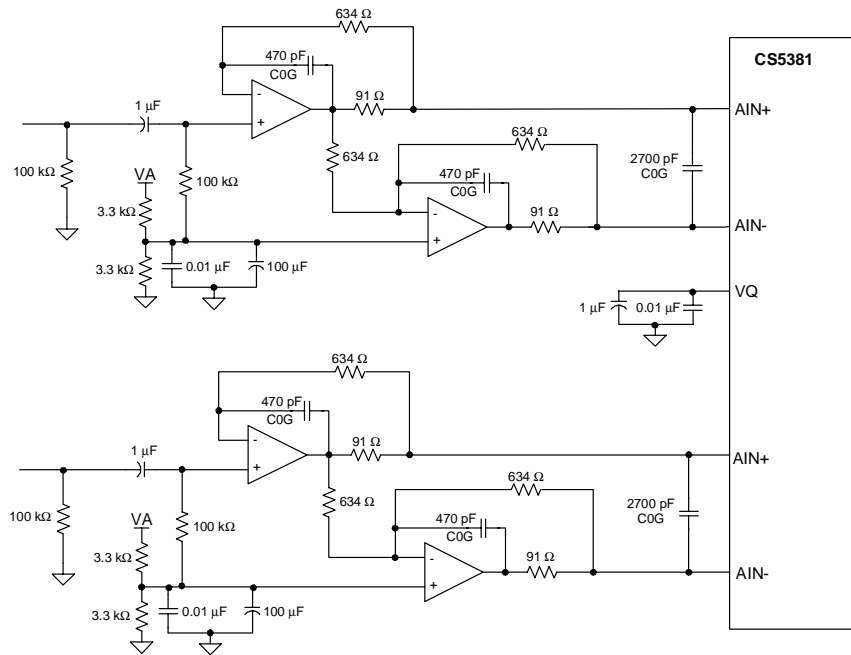 634 Ω
470 pF
C0G
CS5381
91 Ω
AIN+
1 µF
-
+
634 Ω
634 Ω
2700 pF
C0G
100 kΩ
VA
100 kΩ
470 pF
C0G
3.3 kΩ
91 Ω
-
AIN-
+
3.3 kΩ
0.01 µF
100 µF
VQ
1 µF
0.01 µF
634 Ω
470 pF
C0G
91 Ω
AIN+
1 µF
-
+
634 Ω
634 Ω
2700 pF
C0G
100 kΩ
VA
100 kΩ
470 pF
C0G
3.3 kΩ
91 Ω
-
AIN-
+
3.3 kΩ
0.01 µF
100 µF